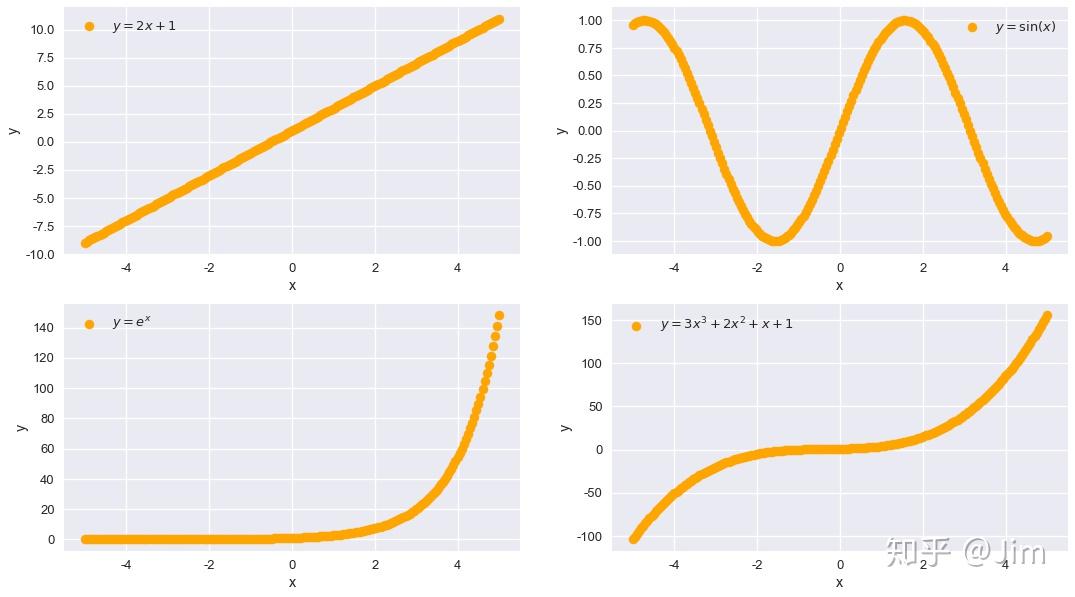 y = 2x + 1
10.0
7.5
5.0
2.5
0.0
-2.5
-5.0
-7.5
-10.0
y
-4 -2 0 2 4
x
y = sin(x)
1.00
0.75
0.50
0.25
0.00
-0.25
-0.50
-0.75
-1.00
y
-4 -2 0 2 4
x
y = e^x
140
120
100
80
60
40
20
0
y
-4 -2 0 2 4
x
y = 3x³ + 2x² + x + 1
150
100
50
0
-50
-100
y
-4 -2 0 2 4
x
知乎 @Jim